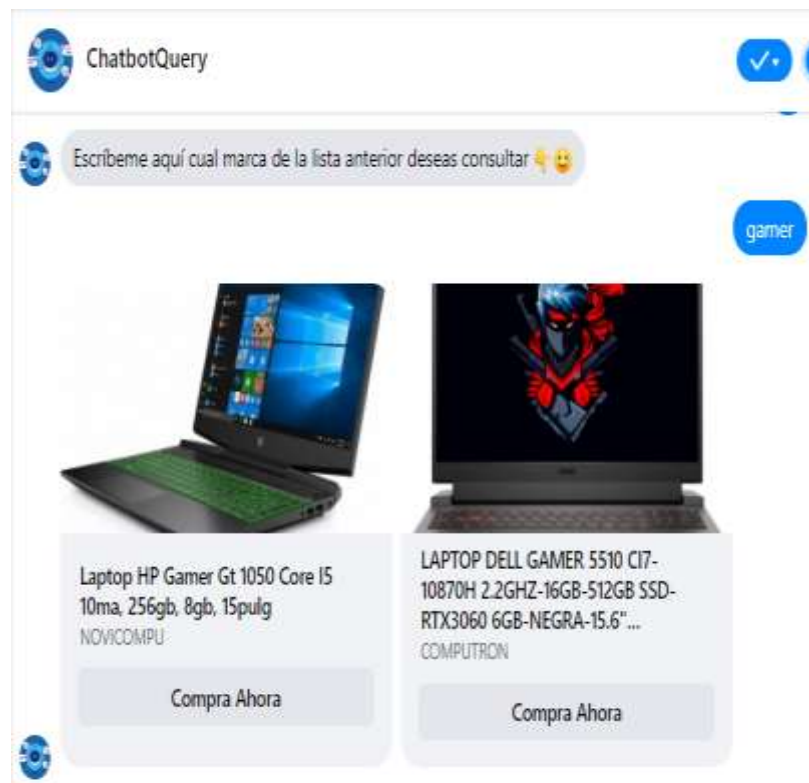 ChatbotQuery
Escríbeme aquí cual marca de la lista anterior deseas consultar 👇🙂
gamer
Laptop HP Gamer Gt 1050 Core I5
10ma, 256gb, 8gb, 15pulg
NOVICOMPU
Compra Ahora
LAPTOP DELL GAMER 5510 CI7-
10870H 2.2GHZ-16GB-512GB SSD-
RTX3060 6GB-NEGRA-15.6"...
COMPUTRON
Compra Ahora